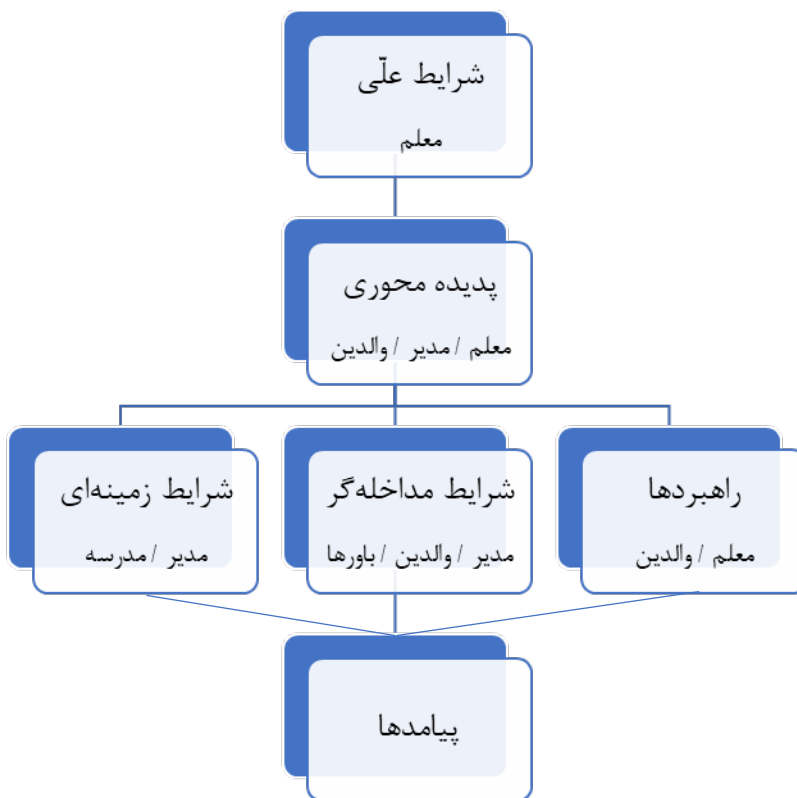 شرایط علّی
معلم
پدیده محوری
معلم / مدیر / والدین
راهبردها
معلم / والدین
شرایط مداخله‌گر
مدیر / والدین / باورها
شرایط زمینه‌ای
مدیر / مدرسه
پیامدها